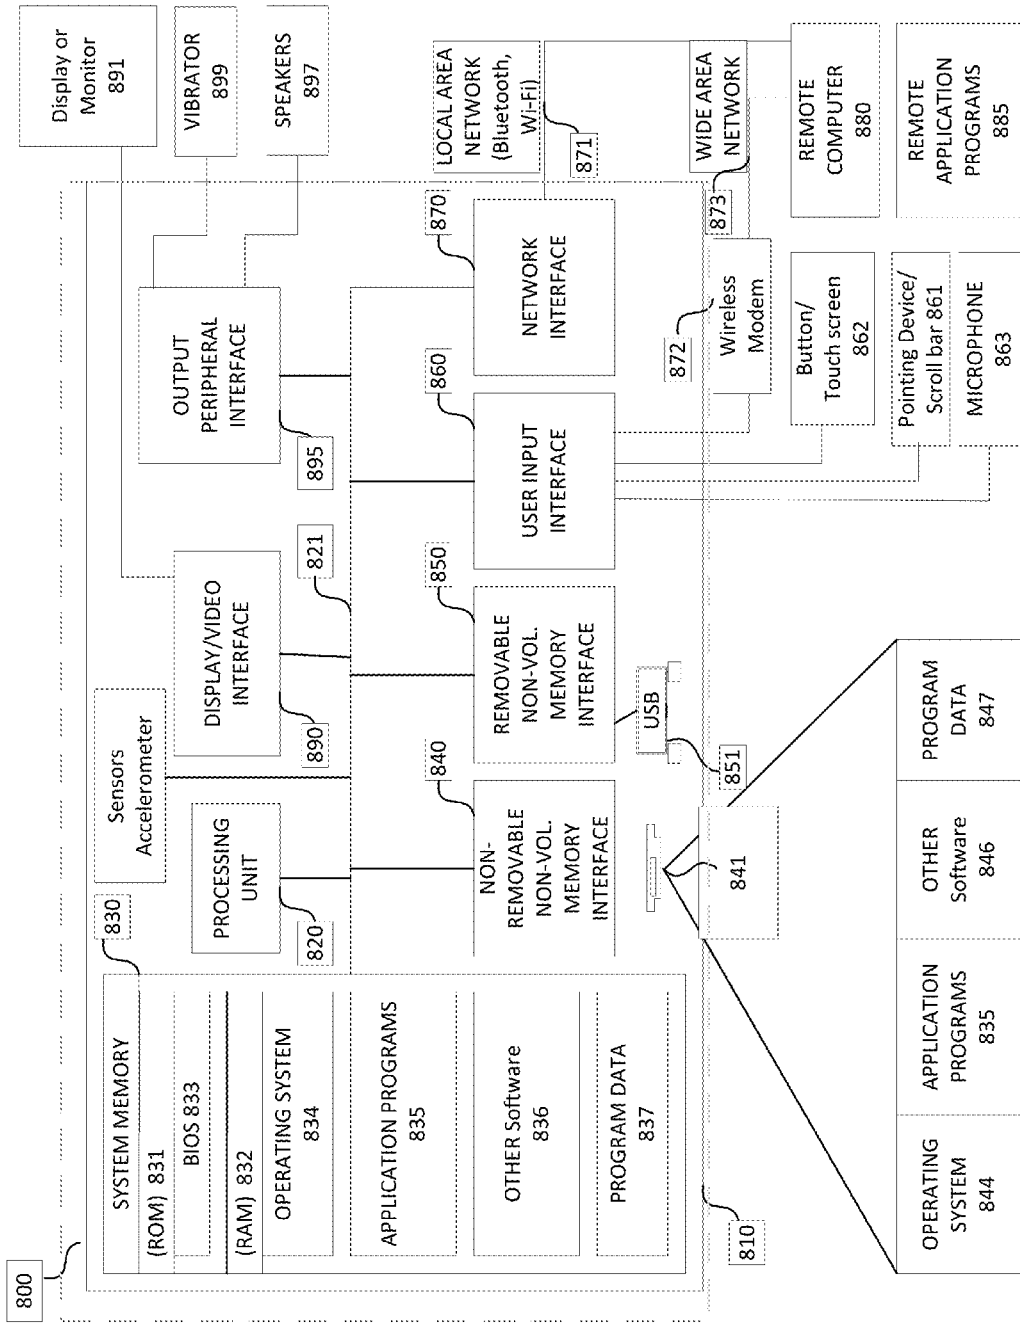 800
SYSTEM MEMORY
(ROM) 831
BIOS 833
(RAM) 832
OPERATING SYSTEM
834
APPLICATION PROGRAMS
835
OTHER Software
836
PROGRAM DATA
837
810
830
PROCESSING
UNIT
820
Sensors
Accelerometer
DISPLAY/VIDEO
INTERFACE
890
821
OUTPUT
PERIPHERAL
INTERFACE
895
Display or
Monitor
891
VIBRATOR
899
SPEAKERS
897
NON-
REMOVABLE
NON-VOL.
MEMORY
INTERFACE
840
REMOVABLE
NON-VOL.
MEMORY
INTERFACE
850
USER INPUT
INTERFACE
860
NETWORK
INTERFACE
870
LOCAL AREA
NETWORK
(Bluetooth,
Wi-Fi)
871
WIDE AREA
NETWORK
873
872
Wireless
Modem
USB
851
841
REMOTE
COMPUTER
880
REMOTE
APPLICATION
PROGRAMS
885
Button/
Touch screen
862
Pointing Device/
Scroll bar 861
MICROPHONE
863
OPERATING
SYSTEM
844
APPLICATION
PROGRAMS
835
OTHER
Software
846
PROGRAM
DATA
847